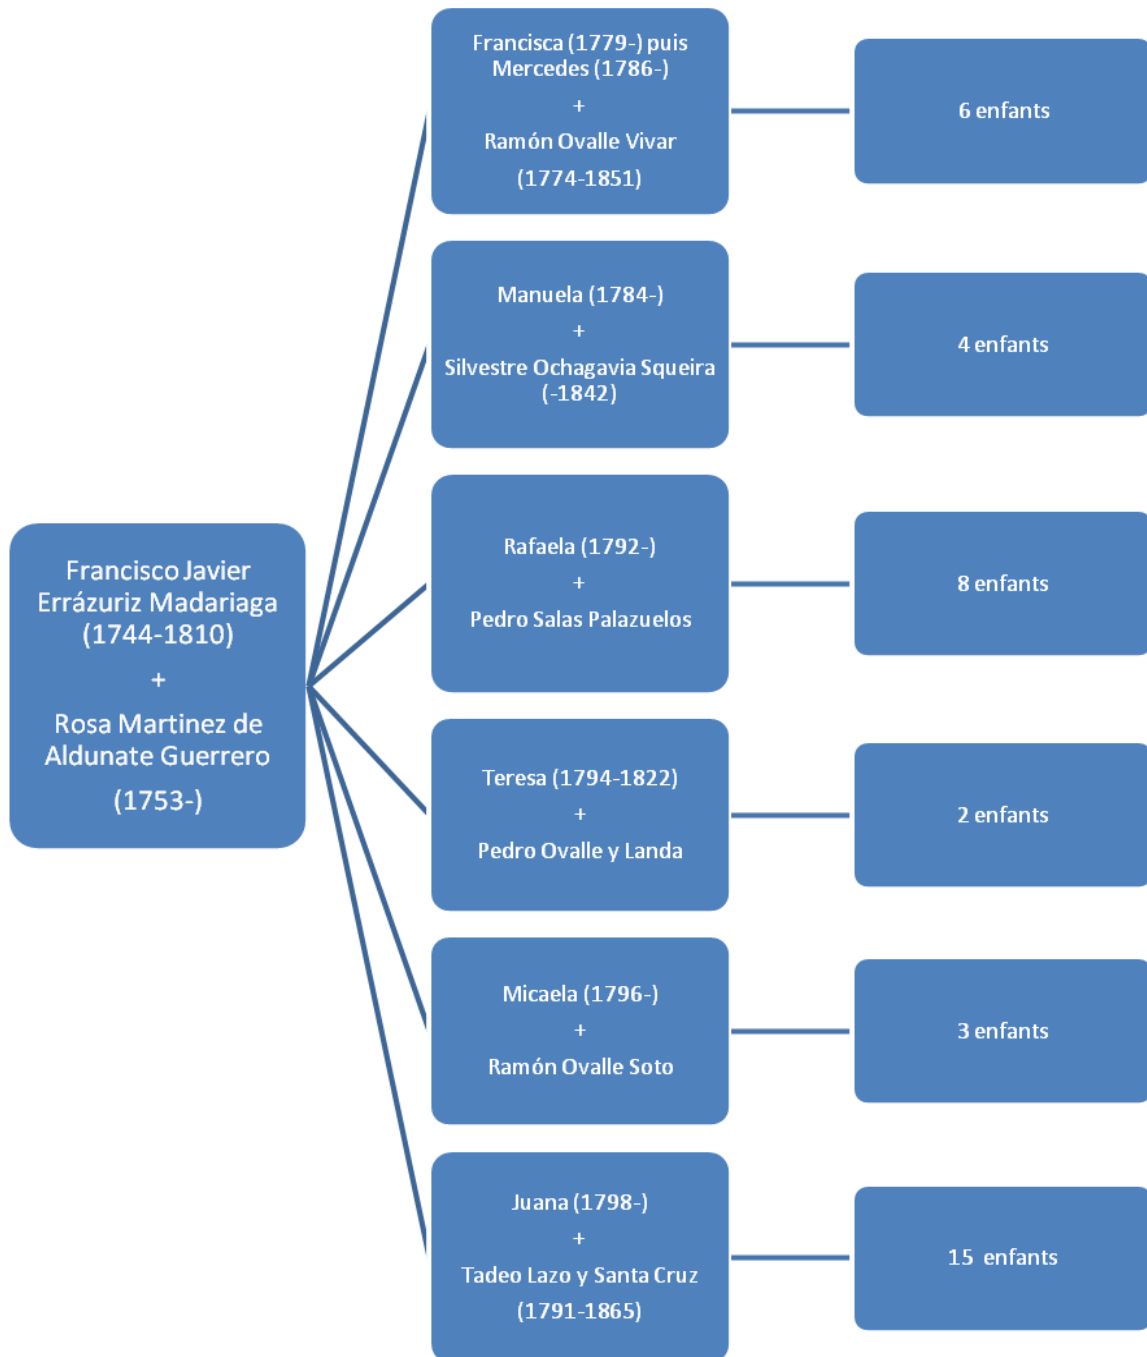 Francisco Javier
Errázuriz Madariaga
(1744-1810)
+
Rosa Martinez de
Aldunate Guerrero
(1753-)
Francisca (1779-) puis
Mercedes (1786-)
+
Ramón Ovalle Vivar
(1774-1851)
6 enfants
Manuela (1784-)
+
Silvestre Ochagavia Squeira
(-1842)
4 enfants
Rafaela (1792-)
+
Pedro Salas Palazuelos
8 enfants
Teresa (1794-1822)
+
Pedro Ovalle y Landa
2 enfants
Micaela (1796-)
+
Ramón Ovalle Soto
3 enfants
Juana (1798-)
+
Tadeo Lazo y Santa Cruz
(1791-1865)
15 enfants